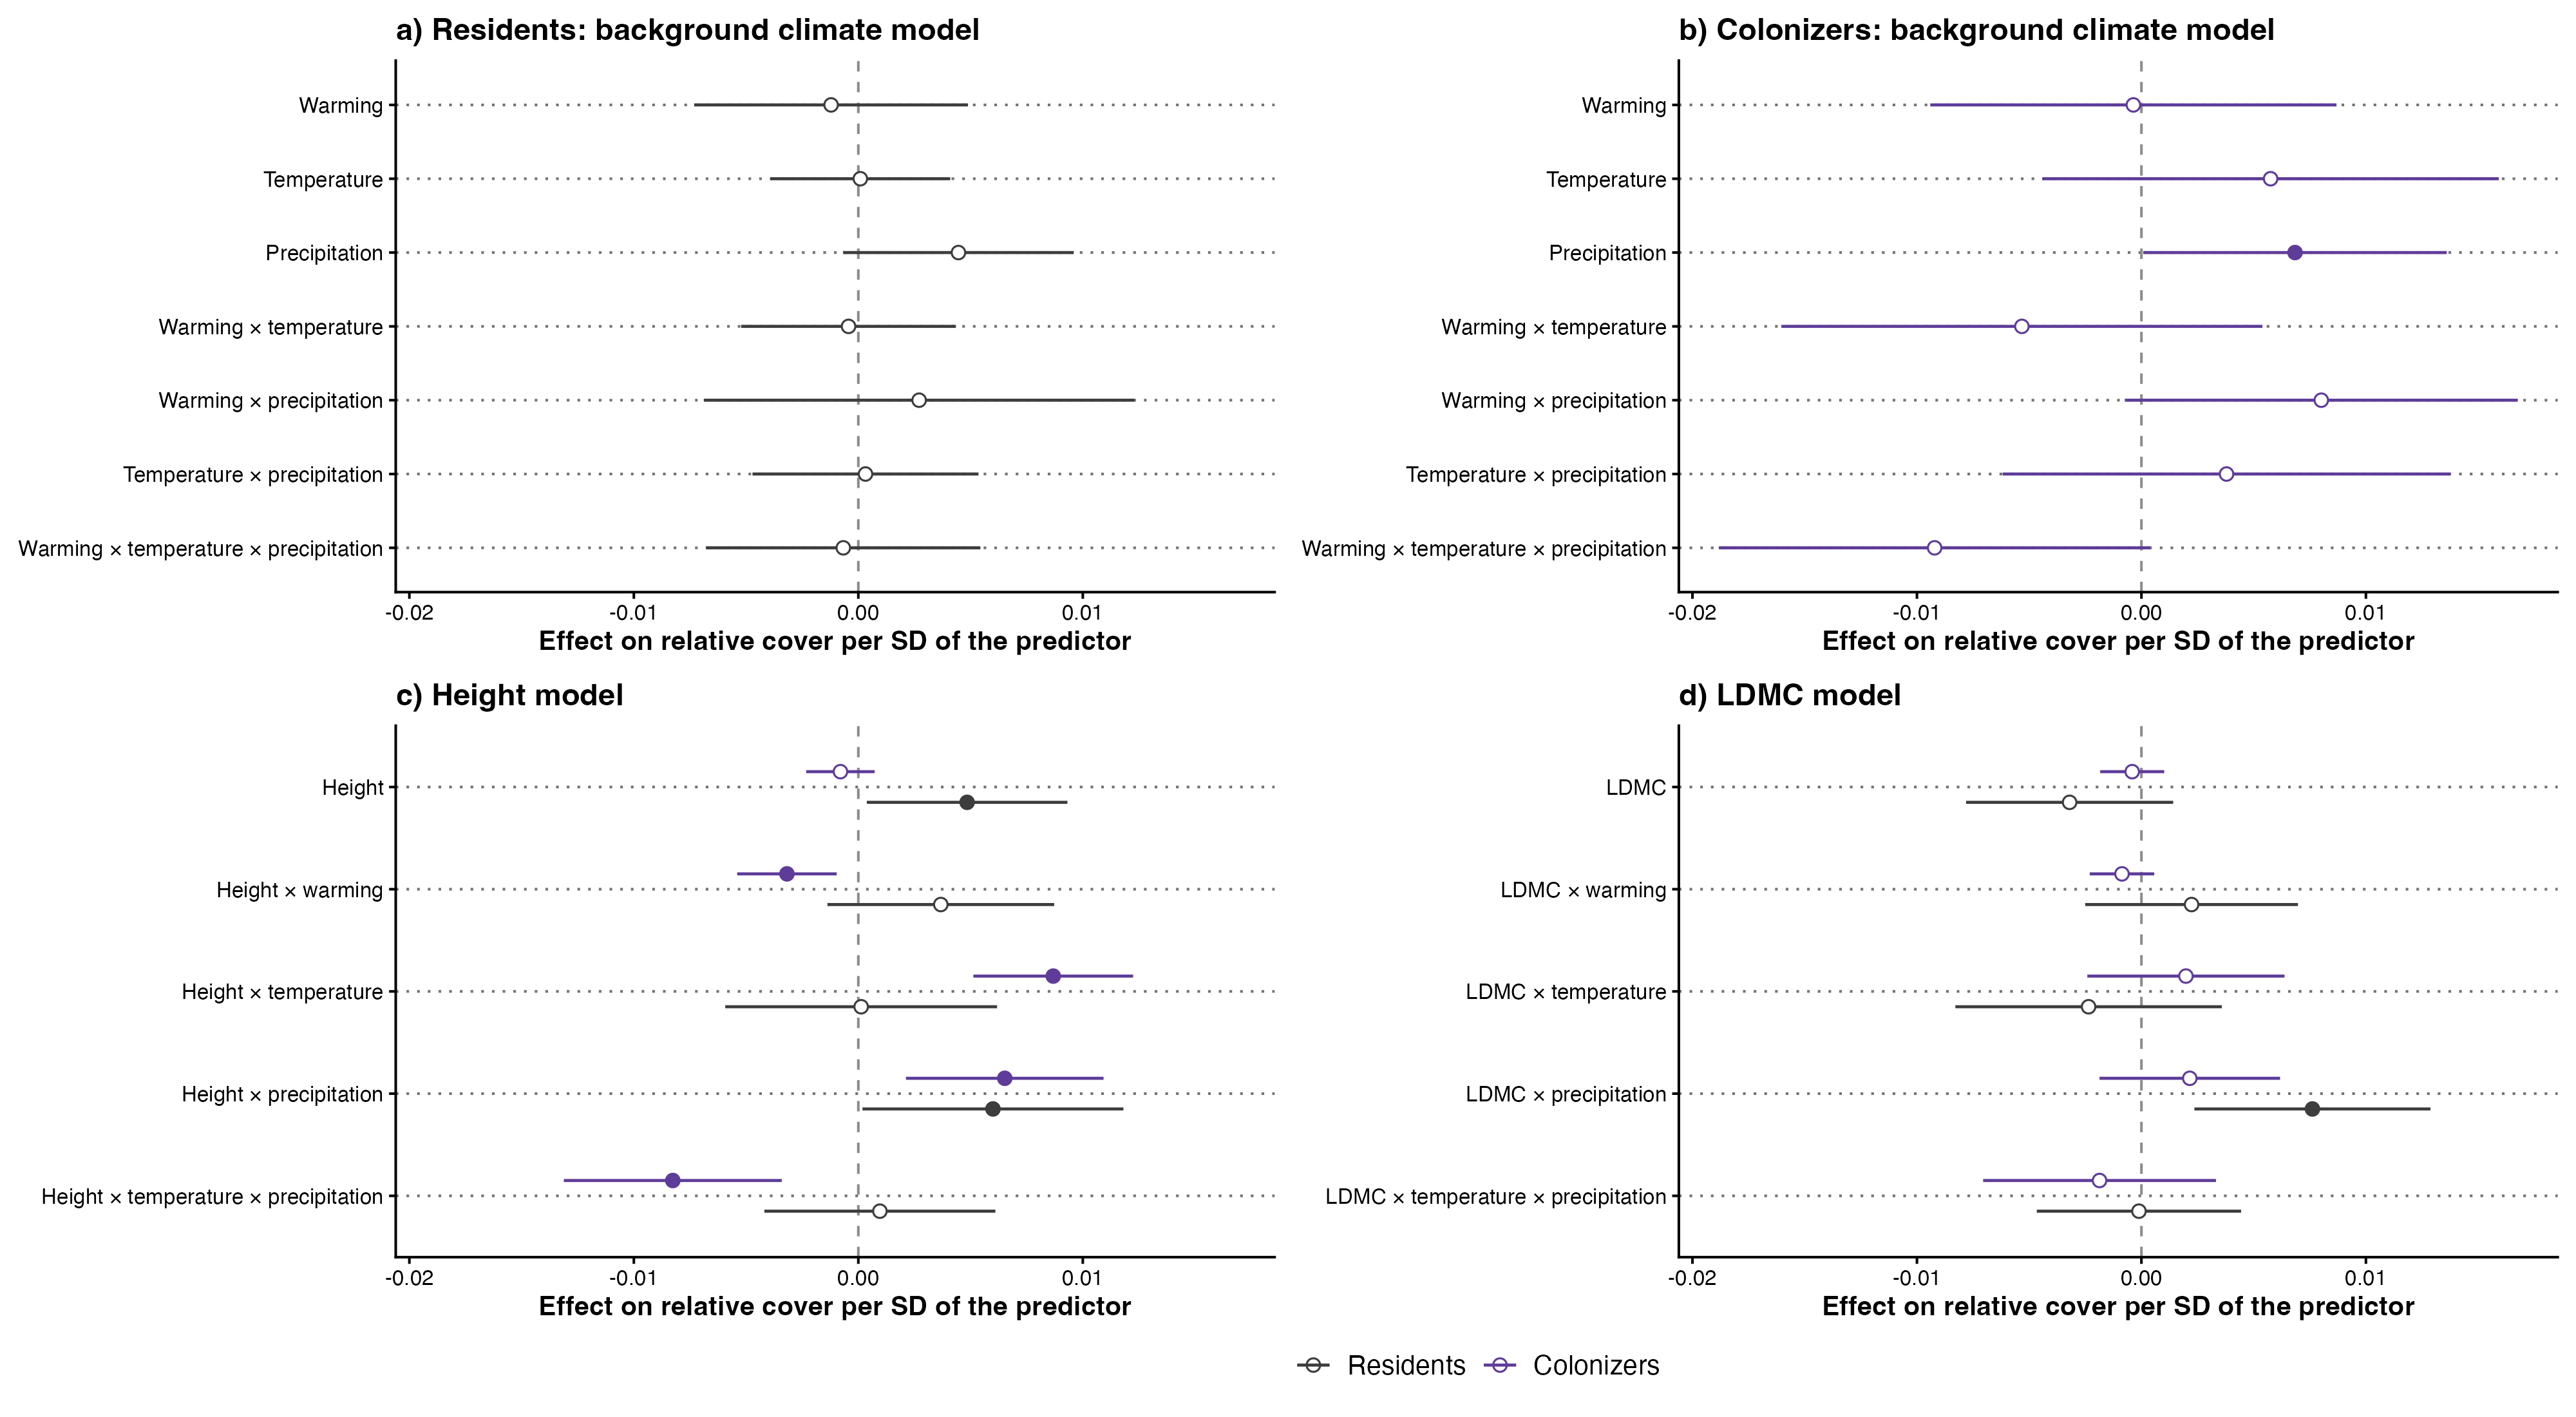 a) Residents: background climate model
Warming
Temperature
Precipitation
Warming × temperature
Warming × precipitation
Temperature × precipitation
Warming × temperature × precipitation
-0.02 -0.01 0.00 0.01
Effect on relative cover per SD of the predictor
b) Colonizers: background climate model
Warming
Temperature
Precipitation
Warming × temperature
Warming × precipitation
Temperature × precipitation
Warming × temperature × precipitation
-0.02 -0.01 0.00 0.01
Effect on relative cover per SD of the predictor
c) Height model
Height
Height × warming
Height × temperature
Height × precipitation
Height × temperature × precipitation
-0.02 -0.01 0.00 0.01
Effect on relative cover per SD of the predictor
d) LDMC model
LDMC
LDMC × warming
LDMC × temperature
LDMC × precipitation
LDMC × temperature × precipitation
-0.02 -0.01 0.00 0.01
Effect on relative cover per SD of the predictor
Residents Colonizers